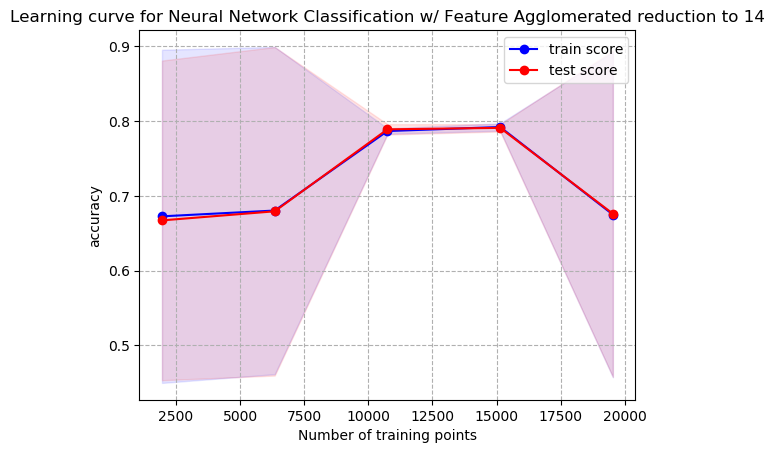 Learning curve for Neural Network Classification w/ Feature Agglomerated reduction to 14
train score
test score
0.9
0.8
0.7
0.6
0.5
accuracy
2500 5000 7500 10000 12500 15000 17500 20000
Number of training points